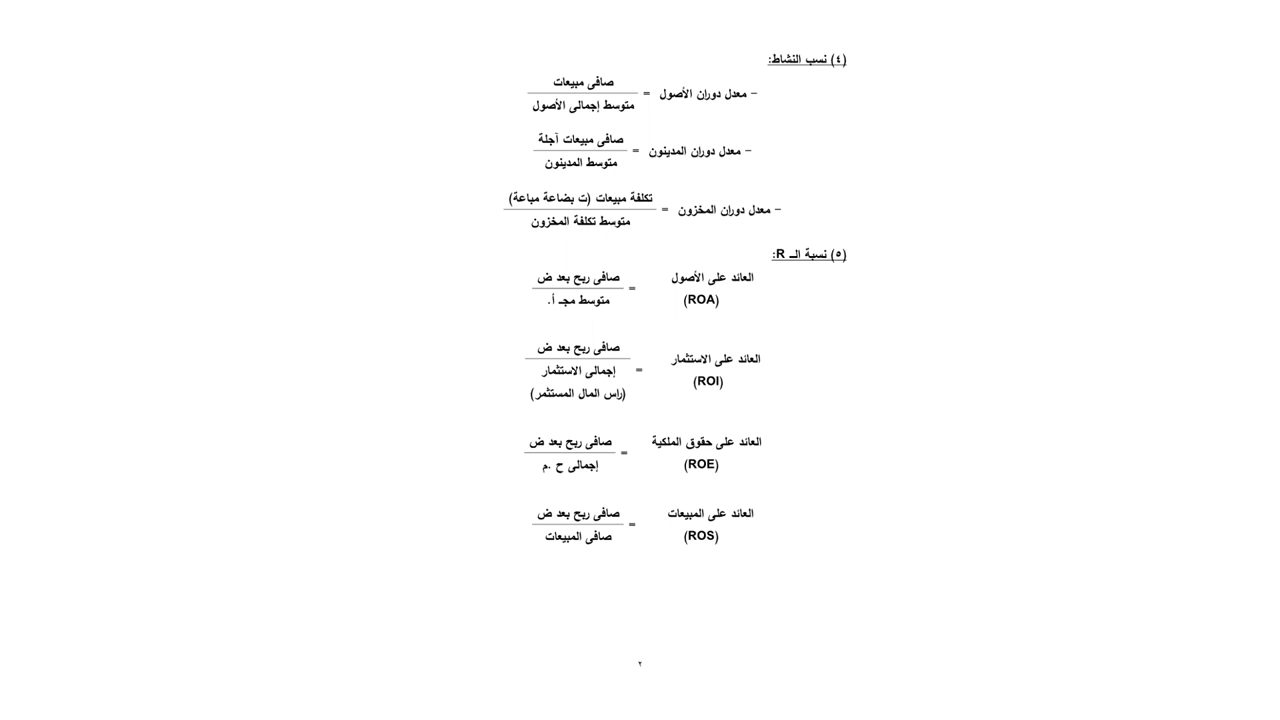 (٤) نسب النشاط:
– معدل دوران الأصول = صافى مبيعات
متوسط إجمالى الأصول
– معدل دوران المدينون = صافى مبيعات آجلة
متوسط المدينون
– معدل دوران المخزون = تكلفة مبيعات (ت بضاعة مباعة)
متوسط تكلفة المخزون
(٥) نسبة الـ R:
العائد على الأصول = صافى ربح بعد ض
(ROA) متوسط مجـ أ.
العائد على الاستثمار = صافى ربح بعد ض
(ROI) إجمالى الاستثمار
(راس المال المستثمر)
العائد على حقوق الملكية = صافى ربح بعد ض
(ROE) إجمالى ح .م
العائد على المبيعات = صافى ربح بعد ض
(ROS) صافى المبيعات
٢